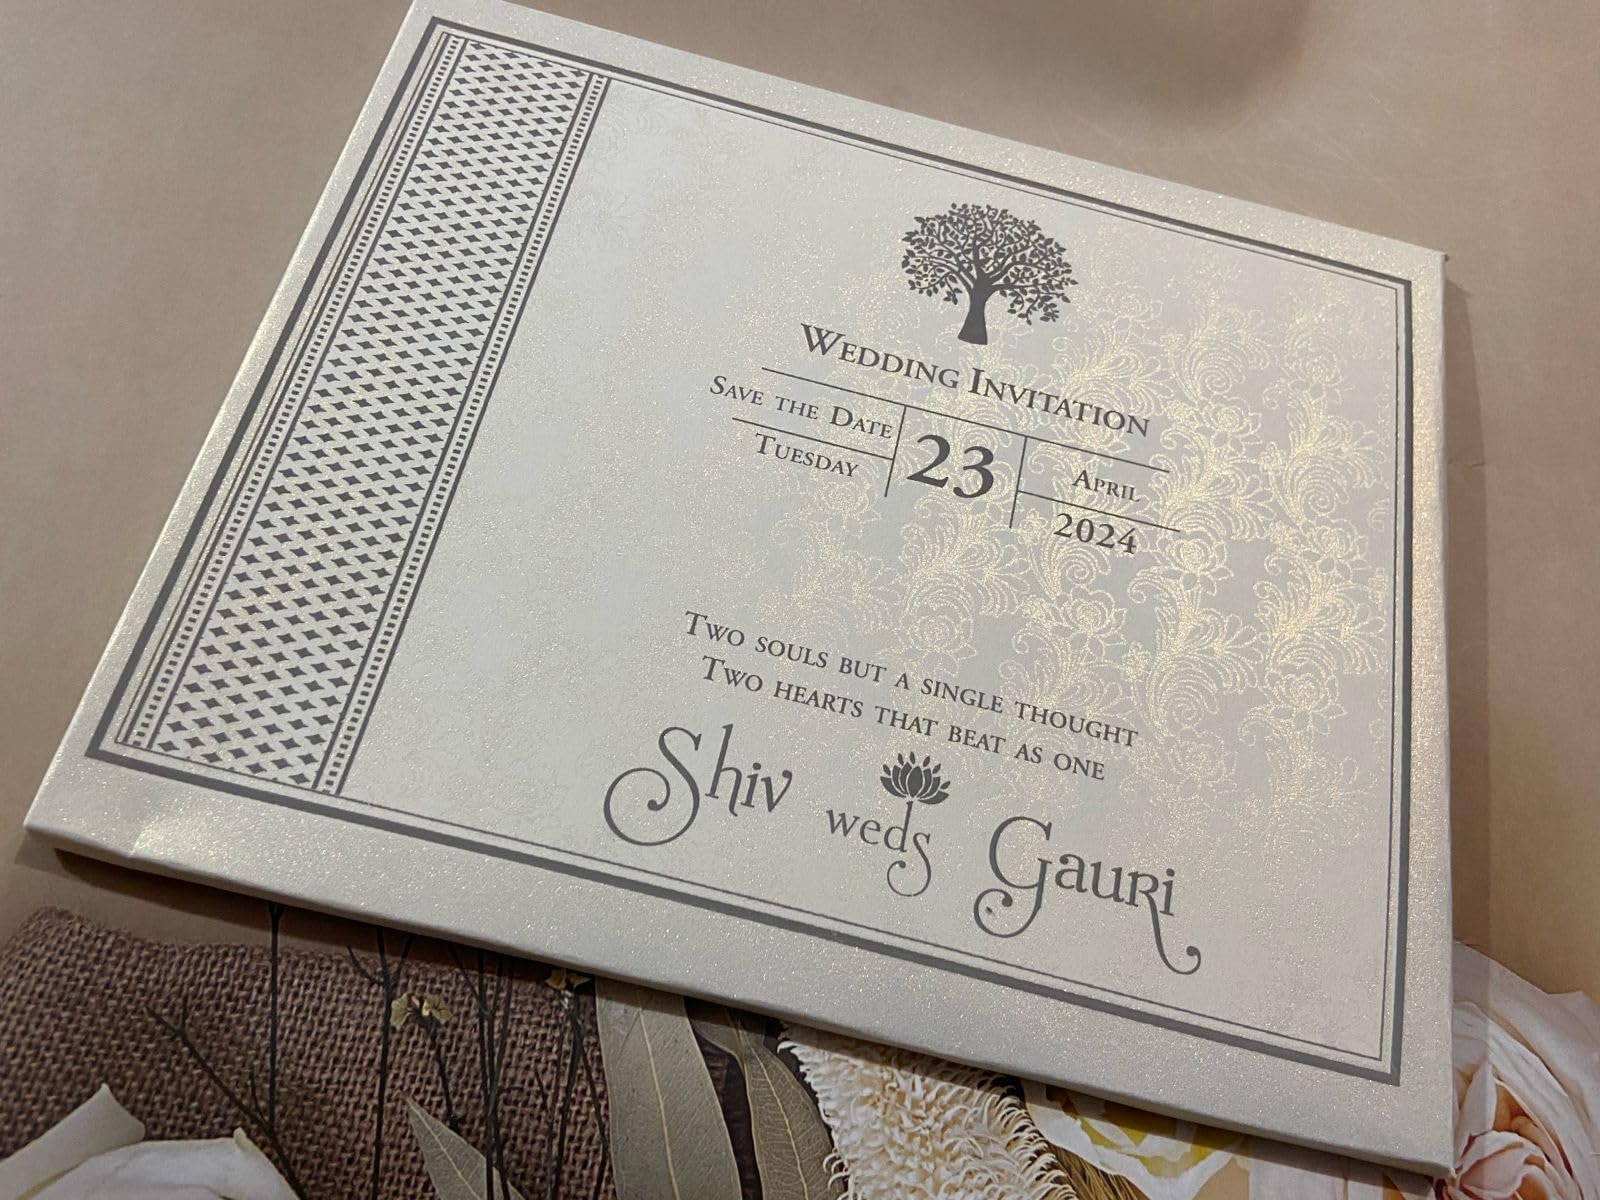 Wedding Invitation
Save the Date
Tuesday
23
April
2024
Two souls but a single thought
Two hearts that beat as one
Shiv weds Gauri